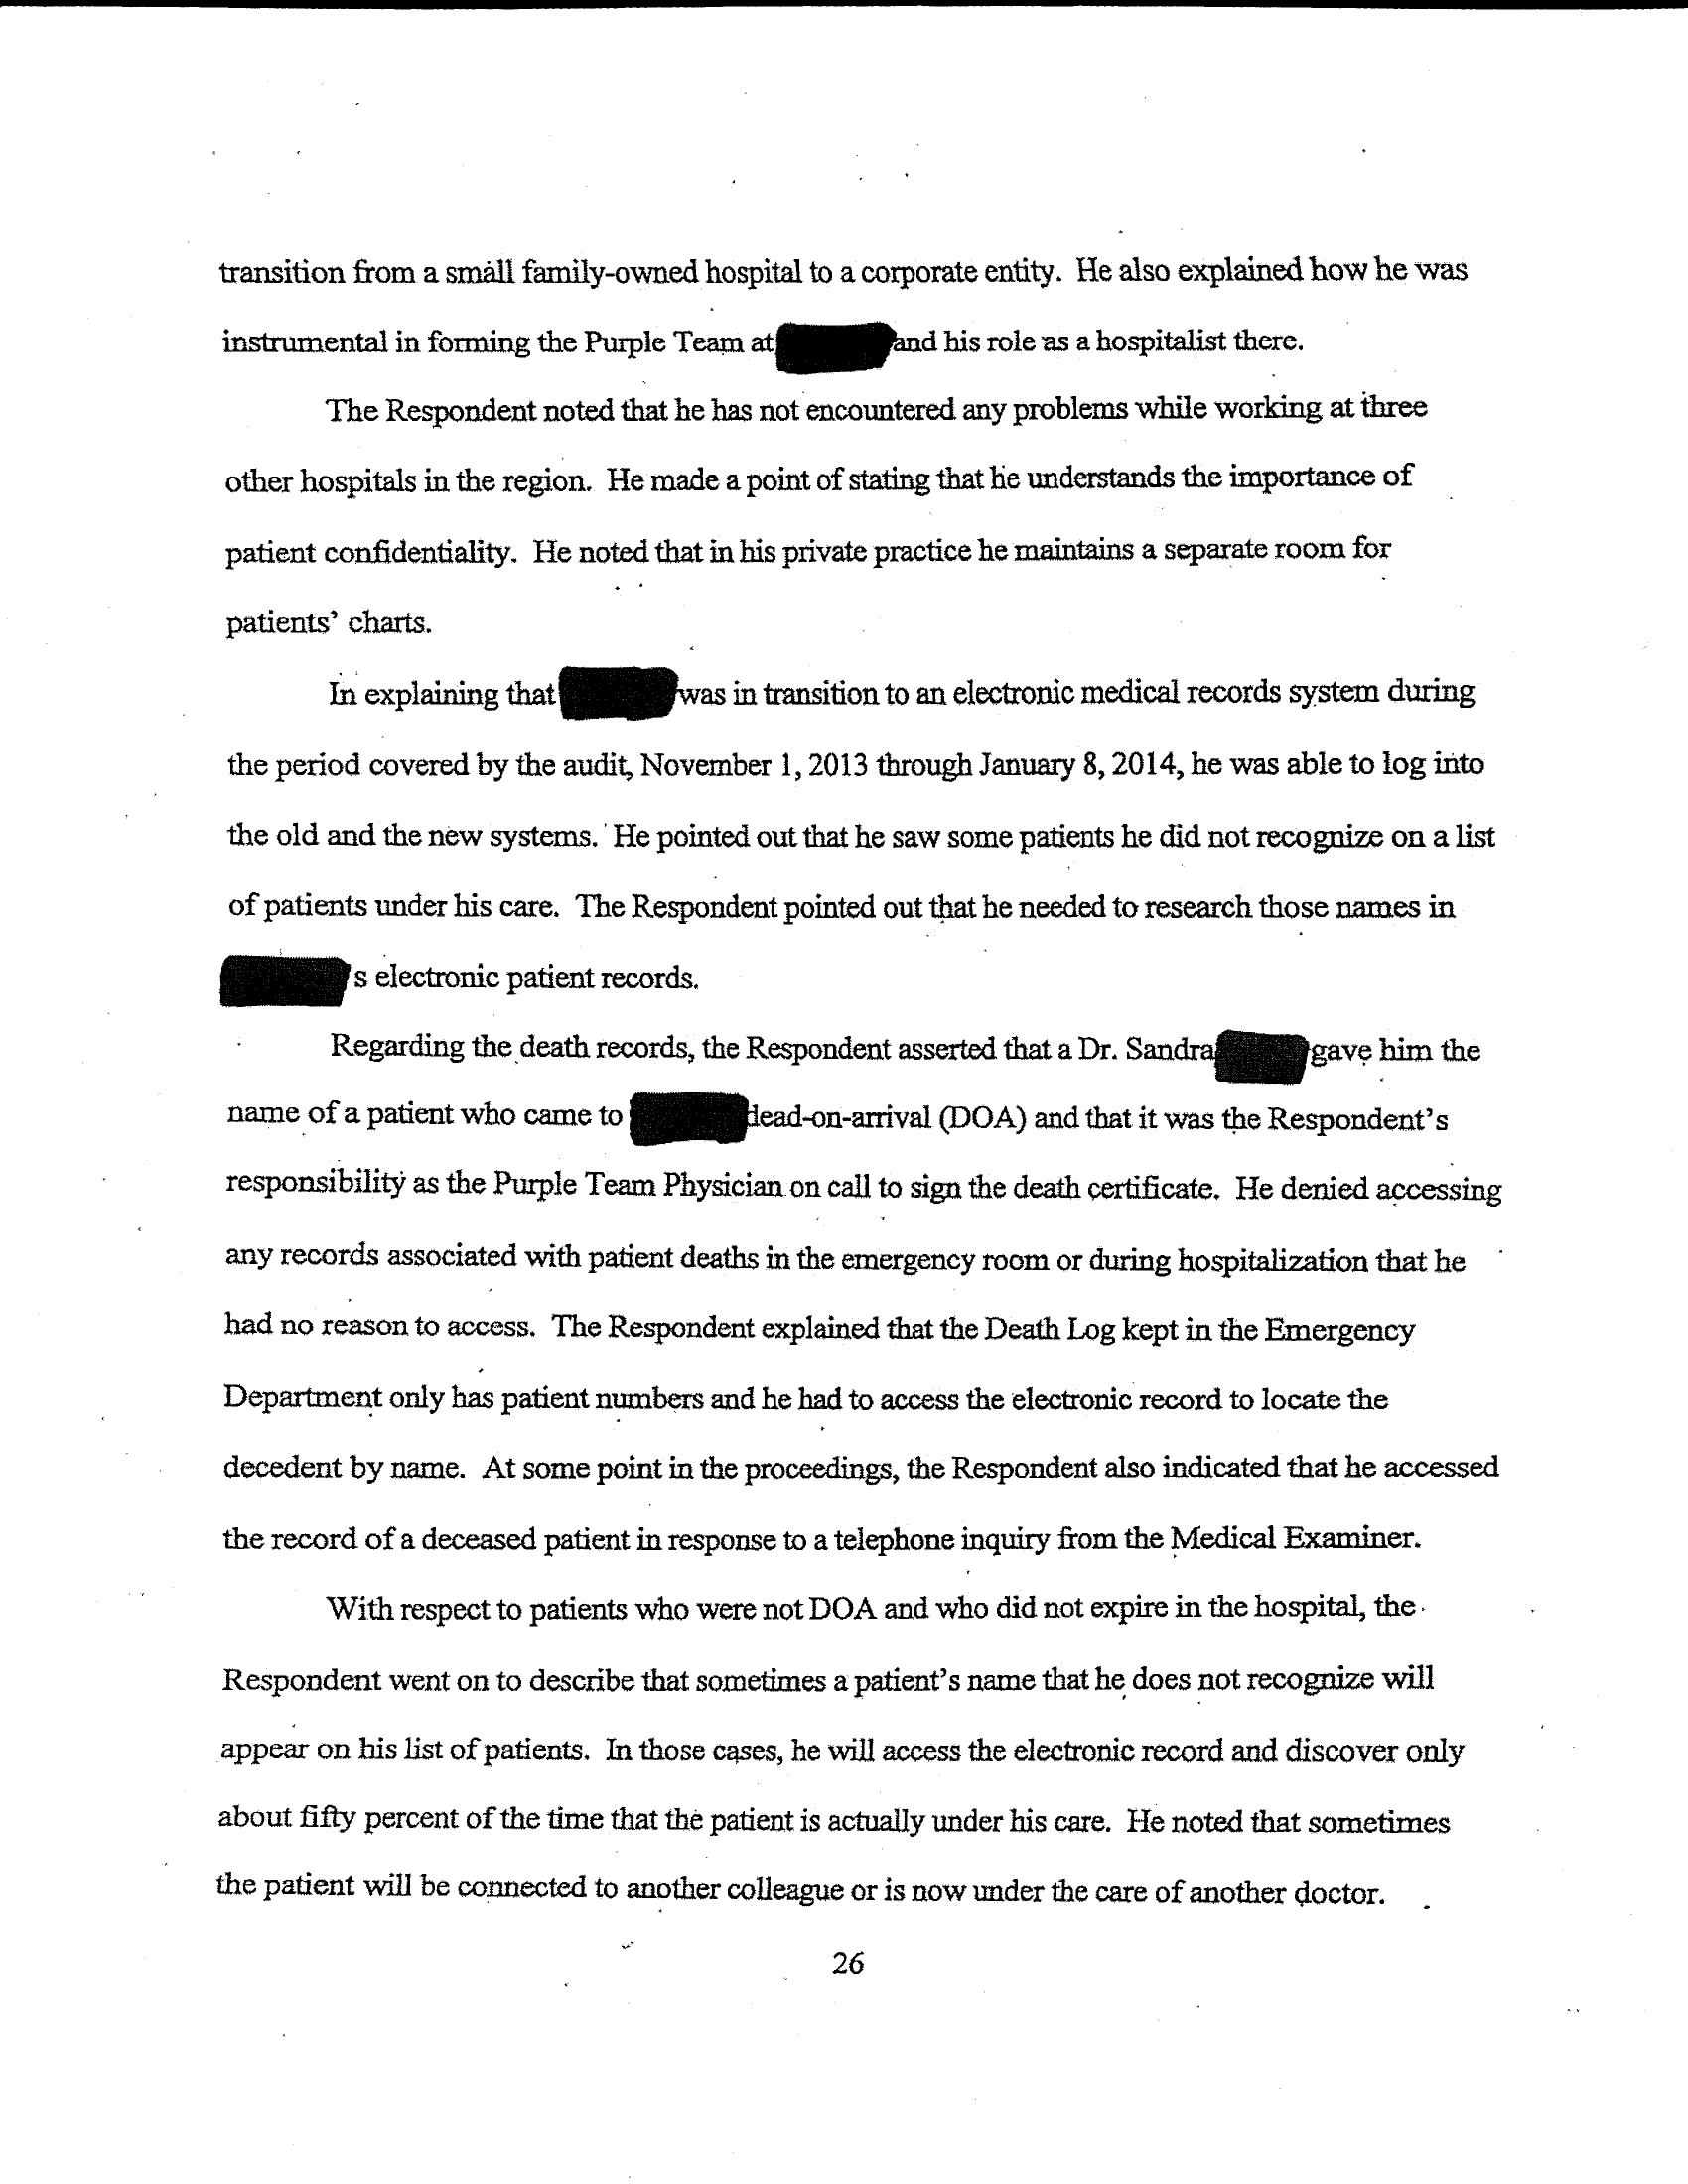 transition from a small family-owned hospital to a corporate entity. He also explained how he was
instrumental in forming the Purple Team at and his role as a hospitalist there.
The Respondent noted that he has not encountered any problems while working at three
other hospitals in the region. He made a point of stating that he understands the importance of
patient confidentiality. He noted that in his private practice he maintains a separate room for
patients' charts.
In explaining that was in transition to an electronic medical records system during
the period covered by the audit, November 1, 2013 through January 8, 2014, he was able to log into
the old and the new systems. He pointed out that he saw some patients he did not recognize on a list
of patients under his care. The Respondent pointed out that he needed to research those names in
's electronic patient records.
Regarding the death records, the Respondent asserted that a Dr. Sandra gave him the
name of a patient who came to dead-on-arrival (DOA) and that it was the Respondent's
responsibility as the Purple Team Physician on call to sign the death certificate. He denied accessing
any records associated with patient deaths in the emergency room or during hospitalization that he
had no reason to access. The Respondent explained that the Death Log kept in the Emergency
Department only has patient numbers and he had to access the electronic record to locate the
decedent by name. At some point in the proceedings, the Respondent also indicated that he accessed
the record of a deceased patient in response to a telephone inquiry from the Medical Examiner.
With respect to patients who were not DOA and who did not expire in the hospital, the
Respondent went on to describe that sometimes a patient's name that he does not recognize will
appear on his list of patients. In those cases, he will access the electronic record and discover only
about fifty percent of the time that the patient is actually under his care. He noted that sometimes
the patient will be connected to another colleague or is now under the care of another doctor.
26